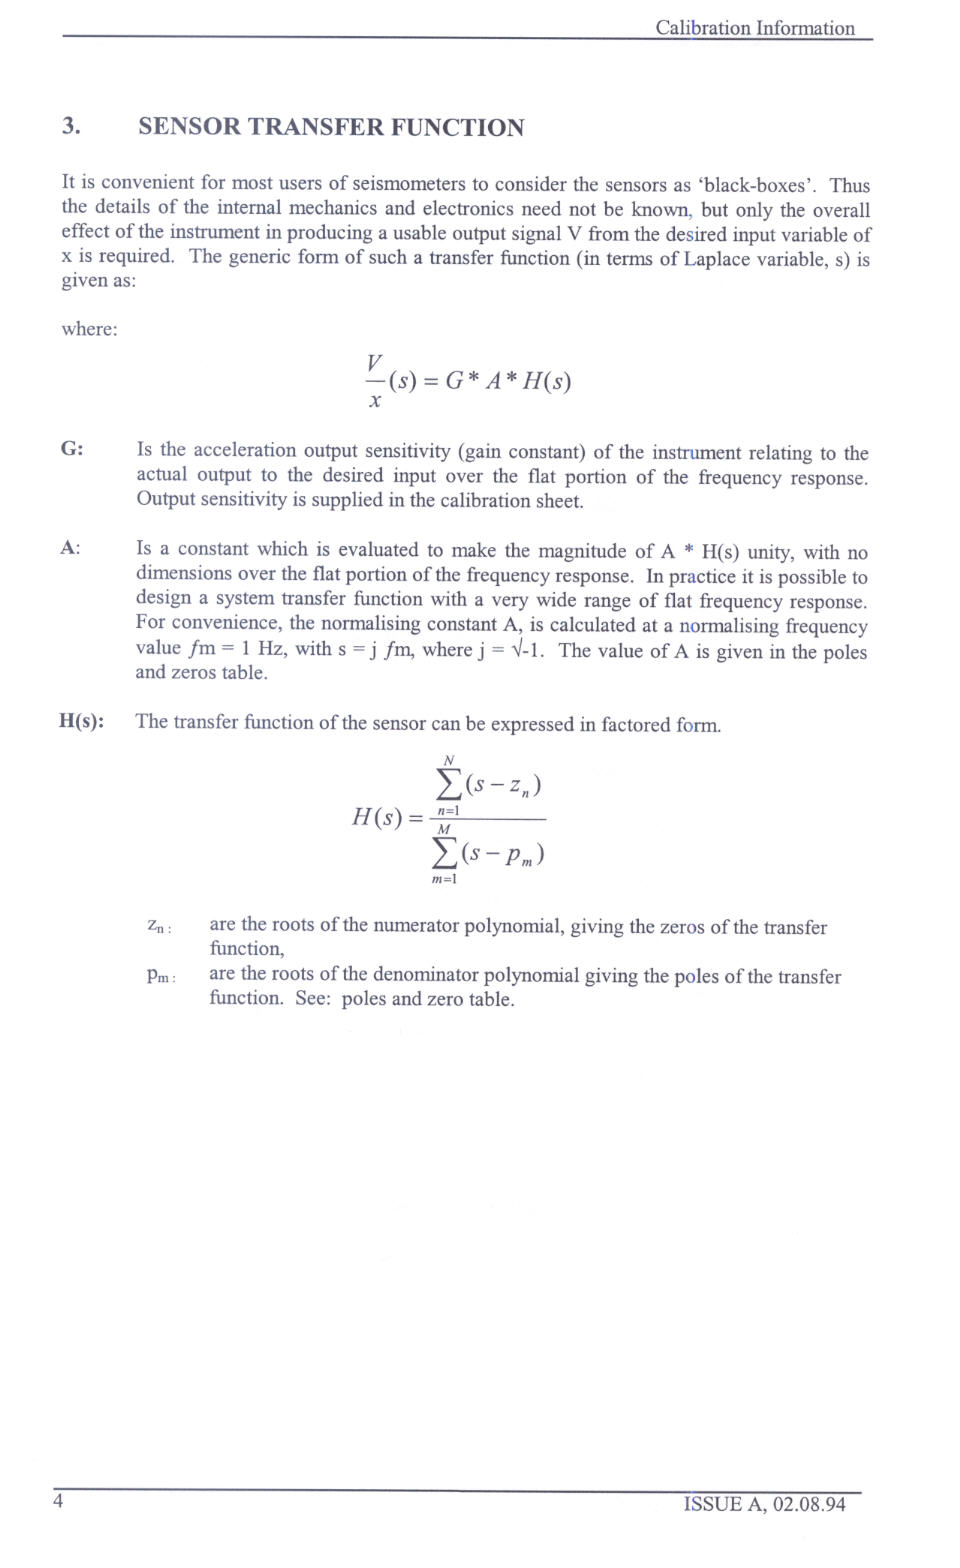 Calibration Information
3. SENSOR TRANSFER FUNCTION
It is convenient for most users of seismometers to consider the sensors as ‘black-boxes’. Thus
the details of the internal mechanics and electronics need not be known, but only the overall
effect of the instrument in producing a usable output signal V from the desired input variable of
x is required. The generic form of such a transfer function (in terms of Laplace variable, s) is
given as:
where:
V
—(s) = G * A * H(s)
x
G: Is the acceleration output sensitivity (gain constant) of the instrument relating to the
actual output to the desired input over the flat portion of the frequency response.
Output sensitivity is supplied in the calibration sheet.
A: Is a constant which is evaluated to make the magnitude of A * H(s) unity, with no
dimensions over the flat portion of the frequency response. In practice it is possible to
design a system transfer function with a very wide range of flat frequency response.
For convenience, the normalising constant A, is calculated at a normalising frequency
value fm = 1 Hz, with s = j fm, where j = √-1. The value of A is given in the poles
and zeros table.
H(s): The transfer function of the sensor can be expressed in factored form.
N
∑(s − zₙ)
n=1
H(s) = ———
M
∑(s − pₘ)
m=1
zₙ : are the roots of the numerator polynomial, giving the zeros of the transfer
function,
pₘ : are the roots of the denominator polynomial giving the poles of the transfer
function. See: poles and zero table.
4 ISSUE A, 02.08.94